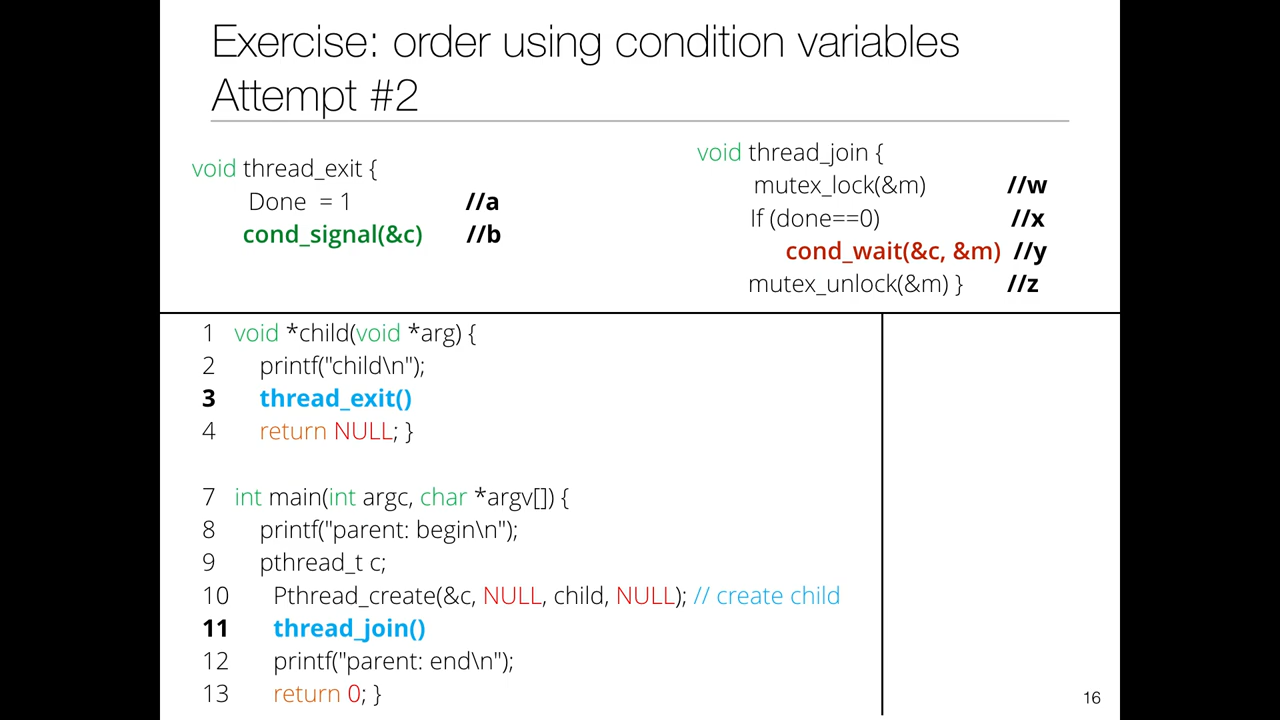 Exercise: order using condition variables
Attempt #2
void thread_exit {
Done = 1 //a
cond_signal(&c) //b
void thread_join {
mutex_lock(&m) //w
If (done==0) //x
cond_wait(&c, &m) //y
mutex_unlock(&m) } //z
1 void *child(void *arg) {
2 printf("child\n");
3 thread_exit()
4 return NULL; }
7 int main(int argc, char *argv[]) {
8 printf("parent: begin\n");
9 pthread_t c;
10 Pthread_create(&c, NULL, child, NULL); // create child
11 thread_join()
12 printf("parent: end\n");
13 return 0; }
16